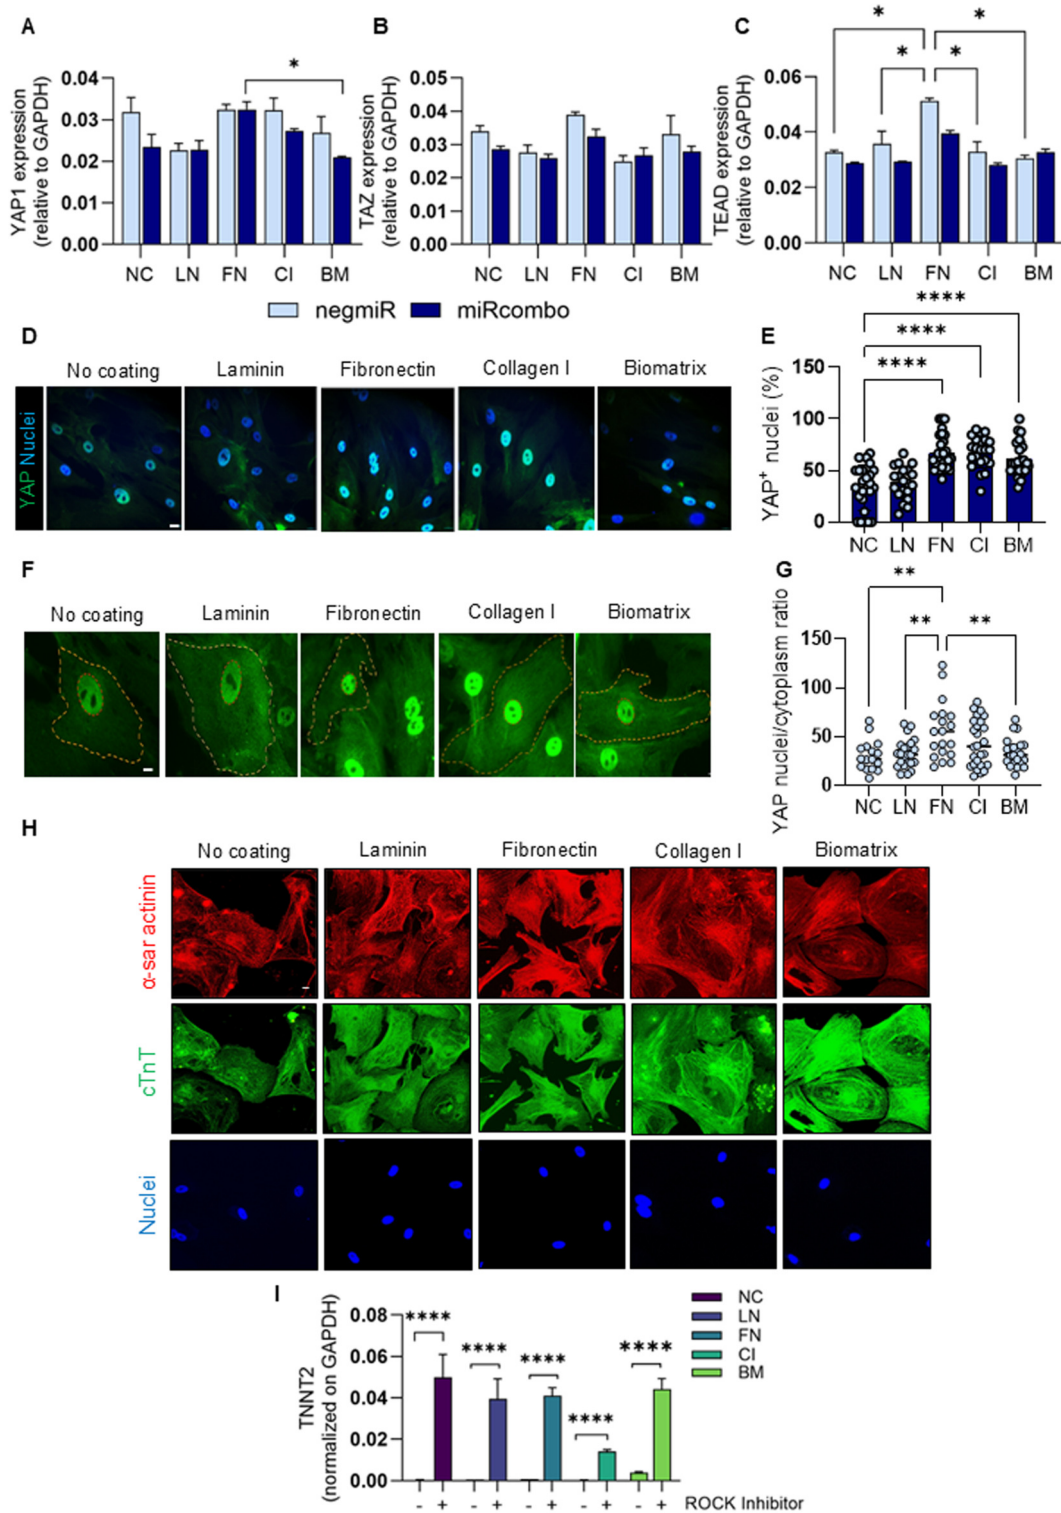 A
YAP1 expression
(relative to GAPDH)
0.04
0.03
0.02
0.01
0.00
*
NC LN FN CI BM
B
TAZ expression
(relative to GAPDH)
0.05
0.04
0.03
0.02
0.01
0.00
NC LN FN CI BM
C
TEAD expression
(relative to GAPDH)
0.06
0.04
0.02
0.00
* *
* *
NC LN FN CI BM
negmiR miRcombo
D
No coating Laminin Fibronectin Collagen I Biomatrix
YAP Nuclei
E
YAP+ nuclei (%)
150
100
50
0
****
****
****
NC LN FN CI BM
F
No coating Laminin Fibronectin Collagen I Biomatrix
G
YAP nuclei/cytoplasm ratio
150
100
50
0
**
** **
NC LN FN CI BM
H
No coating Laminin Fibronectin Collagen I Biomatrix
α-sar actinin
cTnT
Nuclei
I
TNNT2
(normalized on GAPDH)
0.08
0.06
0.04
0.02
0.00
**** **** **** **** ****
- + - + - + - + - + ROCK Inhibitor
NC
LN
FN
CI
BM